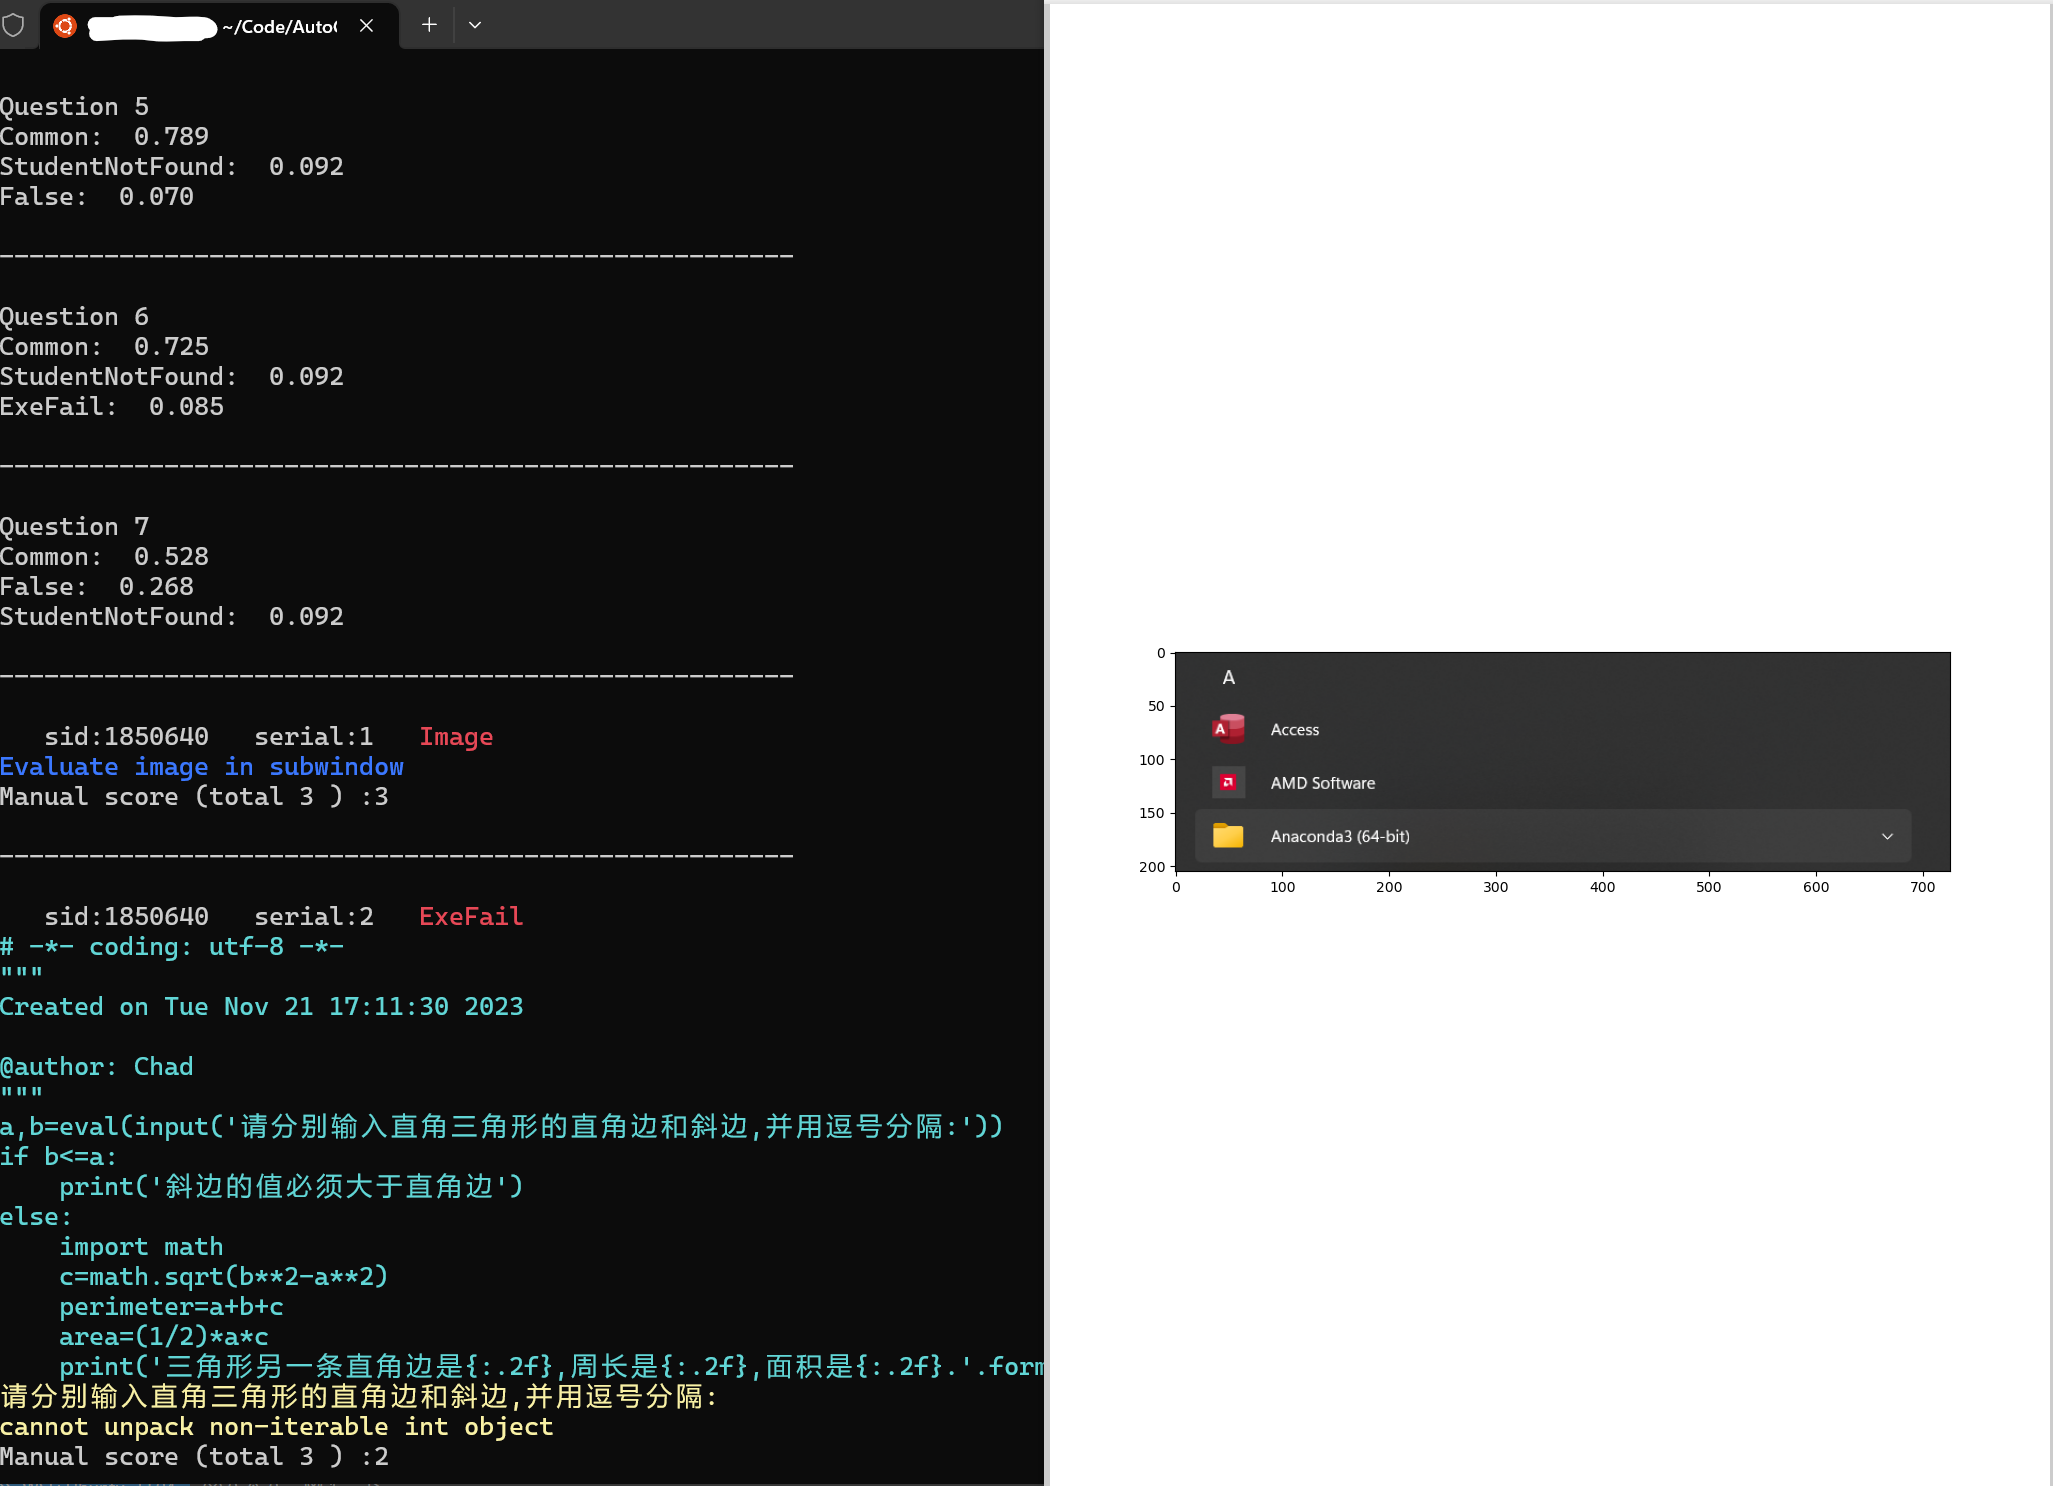 ~/Code/Auto
Question 5
Common:  0.789
StudentNotFound:  0.092
False:  0.070
-----------------------------------------------------
Question 6
Common:  0.725
StudentNotFound:  0.092
ExeFail:  0.085
-----------------------------------------------------
Question 7
Common:  0.528
False:  0.268
StudentNotFound:  0.092
-----------------------------------------------------
sid:1850640   serial:1   Image
Evaluate image in subwindow
Manual score (total 3 ) :3
-----------------------------------------------------
sid:1850640   serial:2   ExeFail
# -*- coding: utf-8 -*-
"""
Created on Tue Nov 21 17:11:30 2023
@author: Chad
"""
a,b=eval(input('请分别输入直角三角形的直角边和斜边,并用逗号分隔:'))
if b<=a:
    print('斜边的值必须大于直角边')
else:
    import math
    c=math.sqrt(b**2-a**2)
    perimeter=a+b+c
    area=(1/2)*a*c
    print('三角形另一条直角边是{:.2f},周长是{:.2f},面积是{:.2f}.'.form
请分别输入直角三角形的直角边和斜边,并用逗号分隔:
cannot unpack non-iterable int object
Manual score (total 3 ) :2
A
Access
AMD Software
Anaconda3 (64-bit)
0
50
100
150
200
0 100 200 300 400 500 600 700